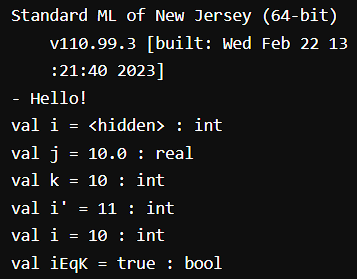 Standard ML of New Jersey (64-bit)
v110.99.3 [built: Wed Feb 22 13
:21:40 2023]
- Hello!
val i = <hidden> : int
val j = 10.0 : real
val k = 10 : int
val i' = 11 : int
val i = 10 : int
val iEqK = true : bool